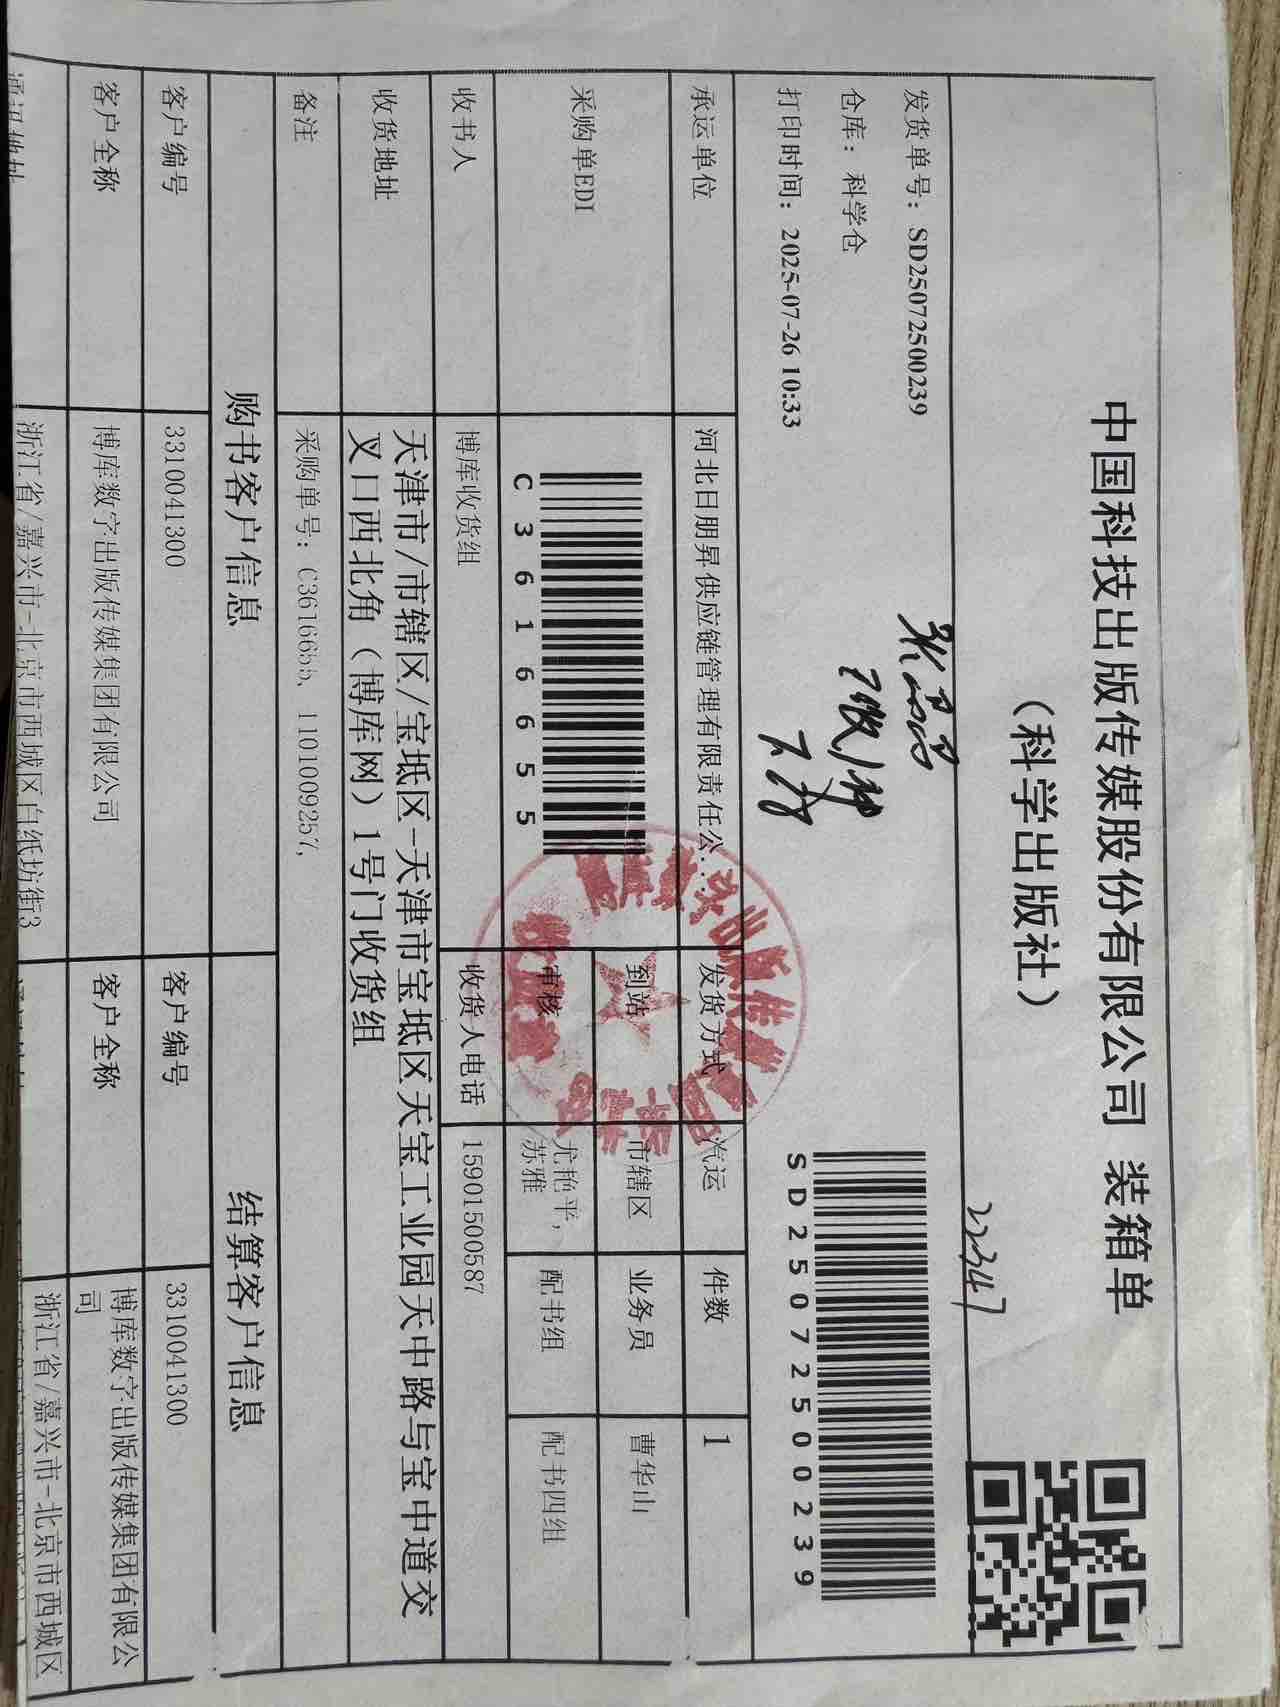 中国科技出版传媒股份有限公司 装箱单
（科学出版社）
22347
发货单号：SD25072500239
仓库：科学仓
打印时间：2025-07-26 10:33
SD25072500239
承运单位 河北日朋昇供应链管理有限责任公... 发货方式 汽运 件数 1
采购单EDI C3616655 到站 市辖区 业务员 曹华山
审核 尤艳平,苏雅 配书组 配书四组
收书人 博库收货组 收货人电话 15901500587
收货地址 天津市/市辖区/宝坻区-天津市宝坻区天宝工业园天中路与宝中道交
叉口西北角（博库网）1号门收货组
备注 采购单号：C3616655, 1101009257,
购书客户信息 结算客户信息
客户编号 3310041300 客户编号 3310041300
客户全称 博库数字出版传媒集团有限公司 客户全称 博库数字出版传媒集团有限公
司
通讯地址 浙江省/嘉兴市-北京市西城区白纸坊街3 浙江省/嘉兴市-北京市西城区